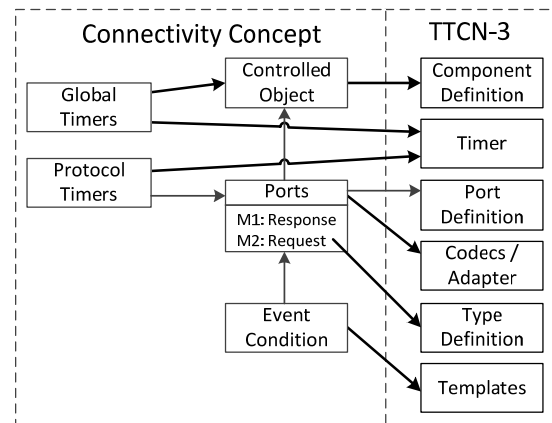 Connectivity Concept
TTCN-3
Controlled
Object
Component
Definition
Global
Timers
Timer
Protocol
Timers
Ports
M1: Response
M2: Request
Port
Definition
Codecs /
Adapter
Event
Condition
Type
Definition
Templates